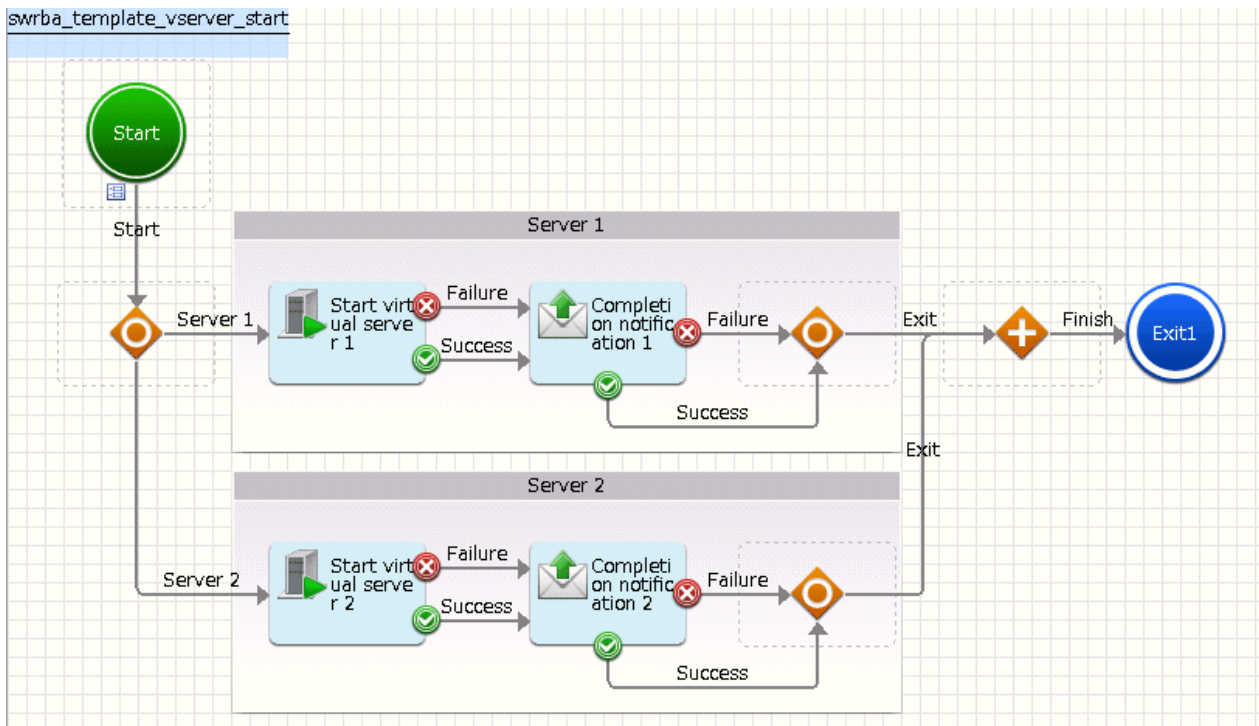 swrba_template_vserver_start
Start
Start
Server 1
Server 1
Start virt
ual serve
r 1
Failure
Success
Completi
on notific
ation 1
Failure
Success
Exit
Finish
Exit1
Exit
Server 2
Server 2
Start virt
ual serve
r 2
Failure
Success
Completi
on notific
ation 2
Failure
Success